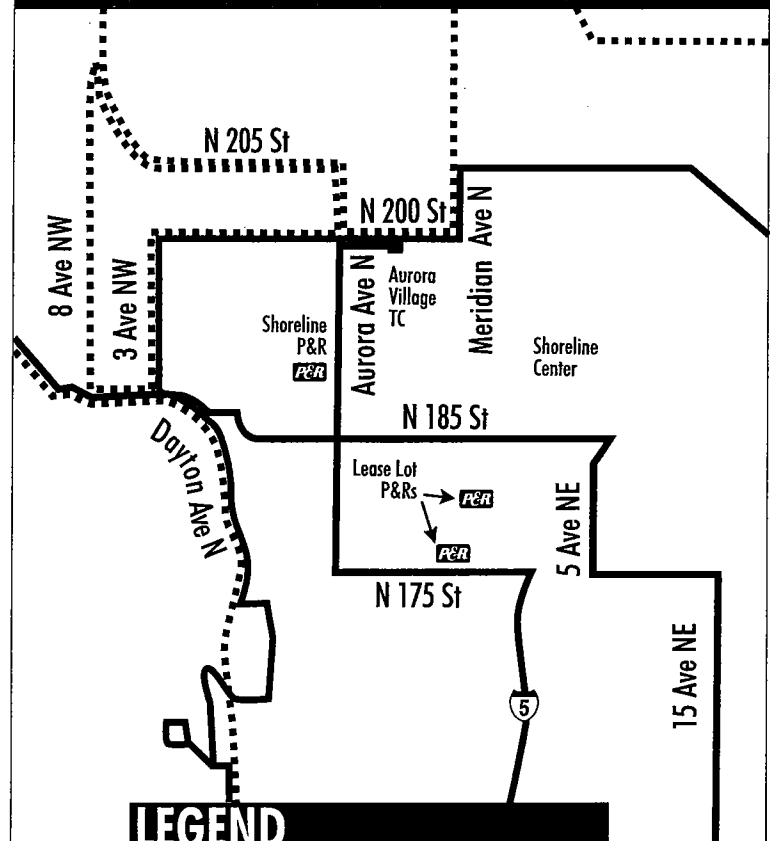 N 205 St
N 200 St
8 Ave NW
3 Ave NW
Aurora Ave N
Meridian Ave N
Aurora
Village
TC
Shoreline
P&R
P&R
Shoreline
Center
N 185 St
Dayton Ave N
Lease Lot
P&Rs
P&R
P&R
5 Ave NE
N 175 St
15 Ave NE
5
LEGEND